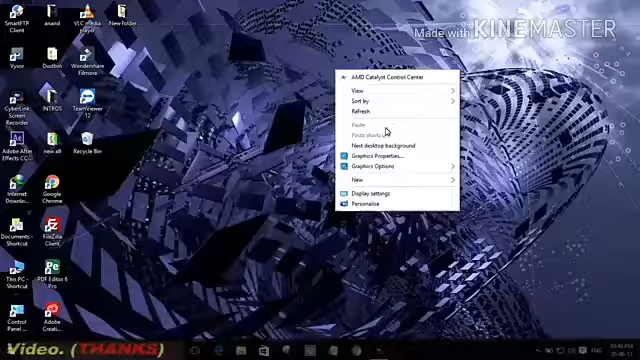 SmartFTP
Client
anand
VLC media
player
New folder
Made with KINEMASTER
Vysor
Dustbin
Wondershare
Filmora
CyberLink
Screen
Recorder
INTROS
TeamViewer
12
Adobe After
Effects CC...
new all
Recycle Bin
Internet
Downlo...
Google
Chrome
Documents -
Shortcut
FileZilla
Client
This PC -
Shortcut
PDF Editor 6
Pro
Control
Panel ...
Adobe
Creati...
AMD Catalyst Control Center
View
Sort by
Refresh
Paste
Paste shortcut
Next desktop background
Graphics Properties...
Graphics Options
New
Display settings
Personalise
Video. (THANKS)
ENG